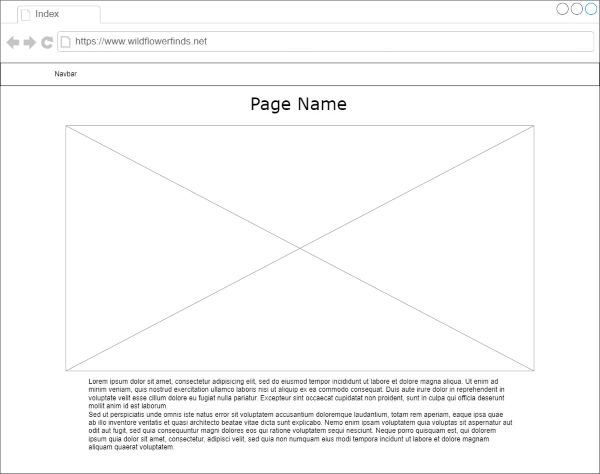 Index
https://www.wildflowerfinds.net
Navbar
Page Name
Lorem ipsum dolor sit amet, consectetur adipisicing elit, sed do eiusmod tempor incididunt ut labore et dolore magna aliqua. Ut enim ad
minim veniam, quis nostrud exercitation ullamco laboris nisi ut aliquip ex ea commodo consequat. Duis aute irure dolor in reprehenderit in
voluptate velit esse cillum dolore eu fugiat nulla pariatur. Excepteur sint occaecat cupidatat non proident, sunt in culpa qui officia deserunt
mollit anim id est laborum.
Sed ut perspiciatis unde omnis iste natus error sit voluptatem accusantium doloremque laudantium, totam rem aperiam, eaque ipsa quae
ab illo inventore veritatis et quasi architecto beatae vitae dicta sunt explicabo. Nemo enim ipsam voluptatem quia voluptas sit aspernatur aut
odit aut fugit, sed quia consequuntur magni dolores eos qui ratione voluptatem sequi nesciunt. Neque porro quisquam est, qui dolorem
ipsum quia dolor sit amet, consectetur, adipisci velit, sed quia non numquam eius modi tempora incidunt ut labore et dolore magnam
aliquam quaerat voluptatem.